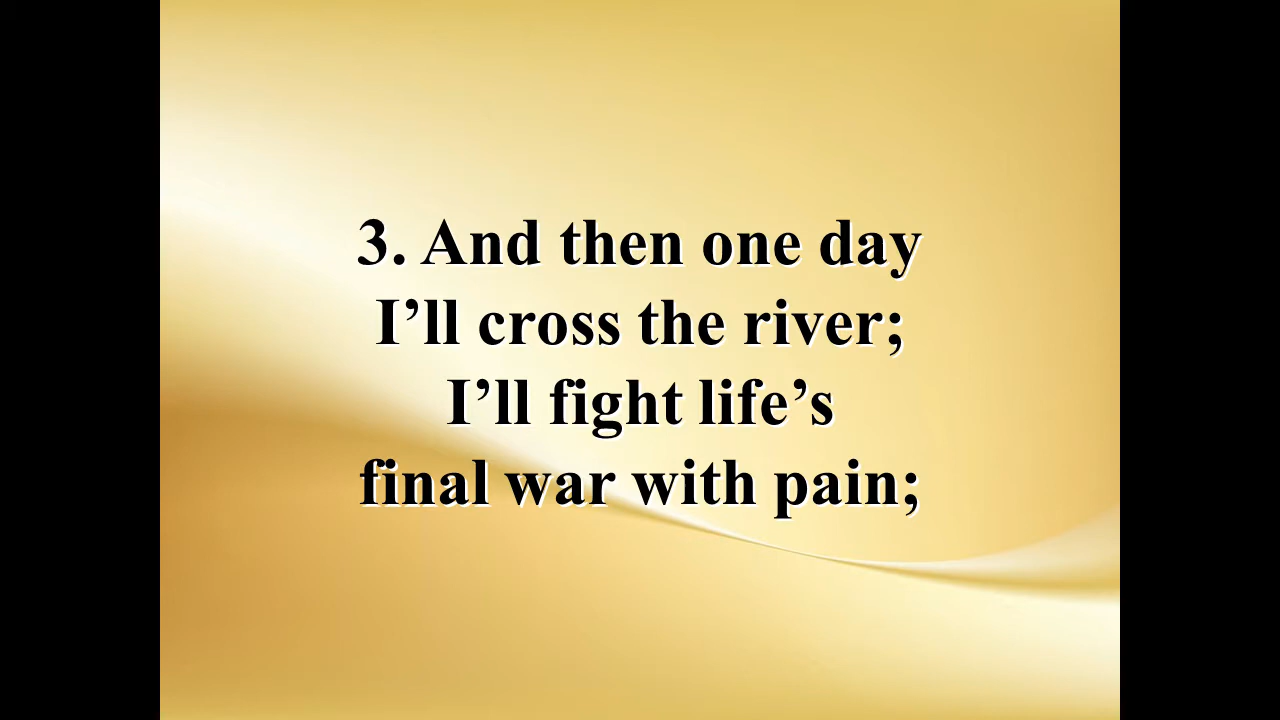 3. And then one day
I’ll cross the river;
I’ll fight life’s
final war with pain;